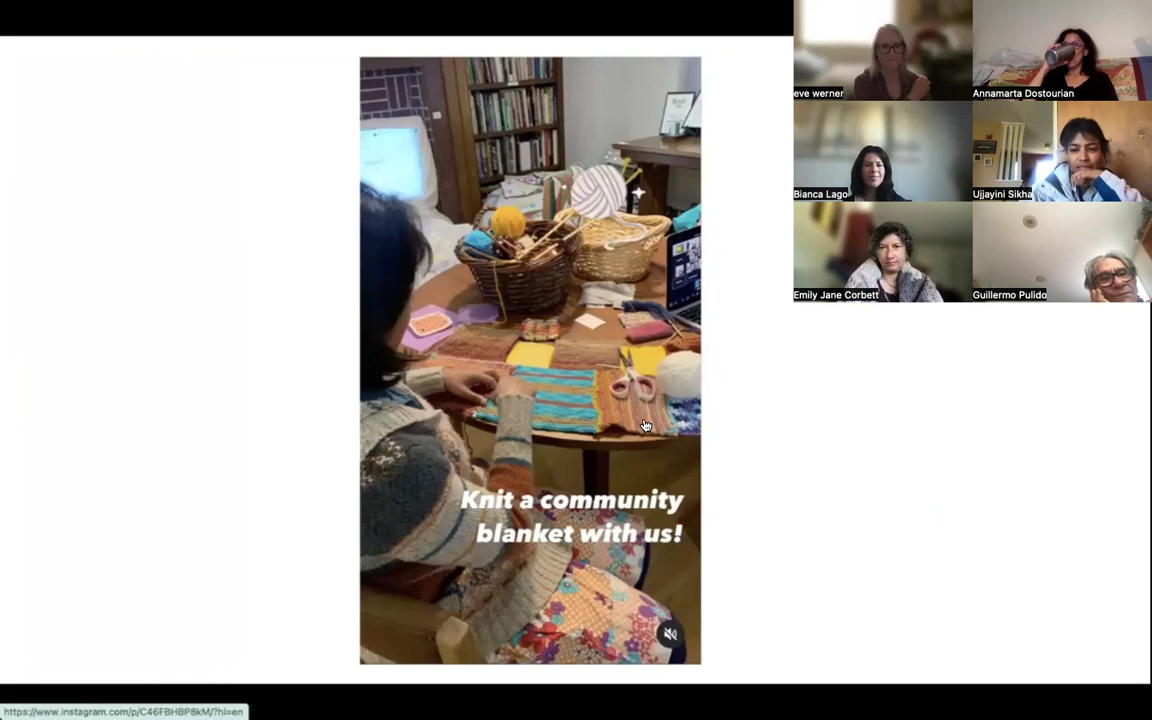 eve werner
Annamarta Dostourian
Bianca Lago
Ujjayini Sikha
Emily Jane Corbett
Guillermo Pulido
Knit a community
blanket with us!
https://www.instagram.com/p/C46FBHBP8kM/?hl=en